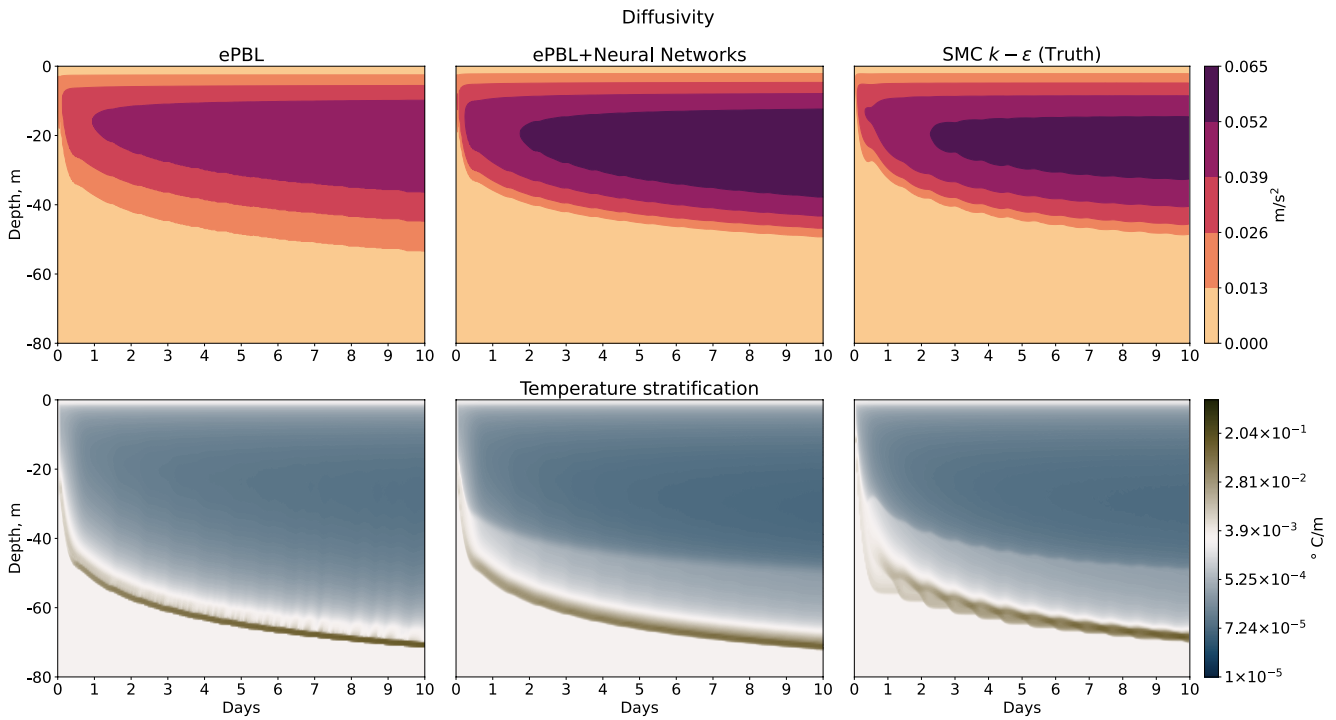 Diffusivity
ePBL
ePBL+Neural Networks
SMC k − ε (Truth)
Depth, m
0
-20
-40
-60
-80
0 1 2 3 4 5 6 7 8 9 10
0 1 2 3 4 5 6 7 8 9 10
0 1 2 3 4 5 6 7 8 9 10
0.065
0.052
0.039
0.026
0.013
0.000
m/s²
Temperature stratification
Depth, m
0
-20
-40
-60
-80
0 1 2 3 4 5 6 7 8 9 10
Days
0 1 2 3 4 5 6 7 8 9 10
Days
0 1 2 3 4 5 6 7 8 9 10
Days
2.04×10⁻¹
2.81×10⁻²
3.9×10⁻³
5.25×10⁻⁴
7.24×10⁻⁵
1×10⁻⁵
° C/m